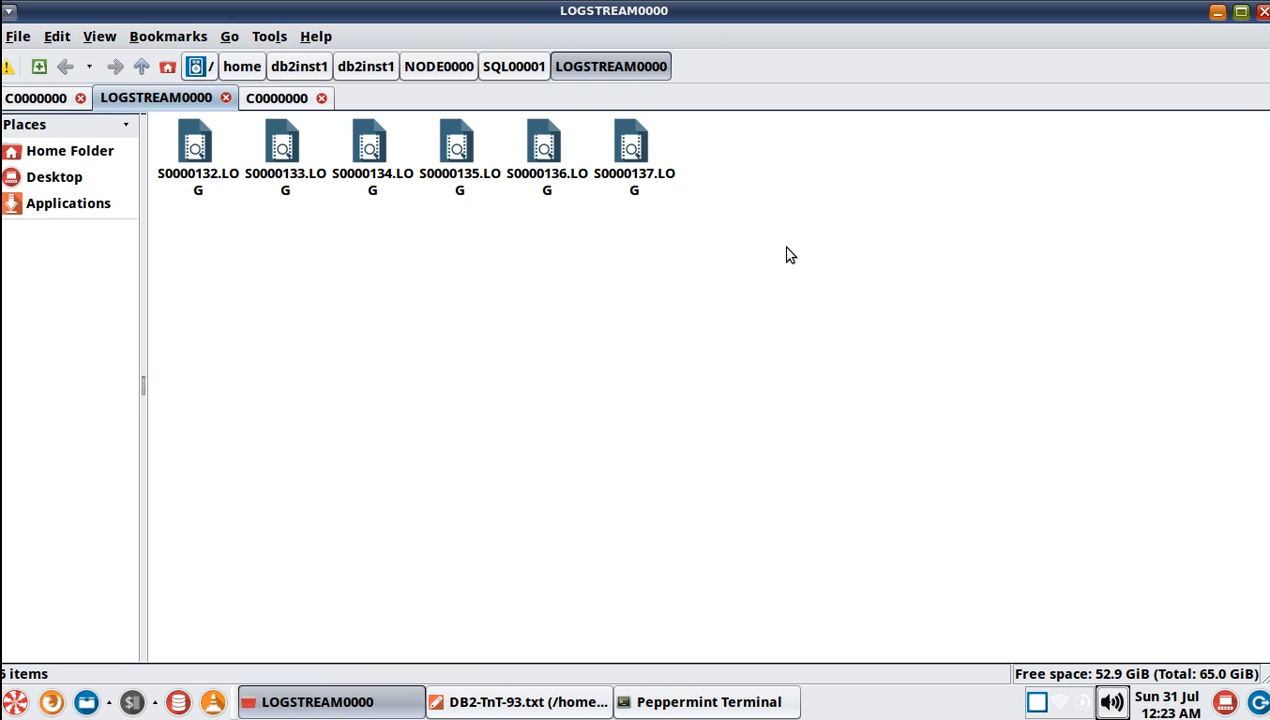 LOGSTREAM0000
File Edit View Bookmarks Go Tools Help
/ home db2inst1 db2inst1 NODE0000 SQL00001 LOGSTREAM0000
C0000000 LOGSTREAM0000 C0000000
Places
Home Folder
Desktop
Applications
S0000132.LO
G
S0000133.LO
G
S0000134.LO
G
S0000135.LO
G
S0000136.LO
G
S0000137.LO
G
6 items
Free space: 52.9 GiB (Total: 65.0 GiB)
LOGSTREAM0000
DB2-TnT-93.txt (/home...
Peppermint Terminal
Sun 31 Jul
12:23 AM